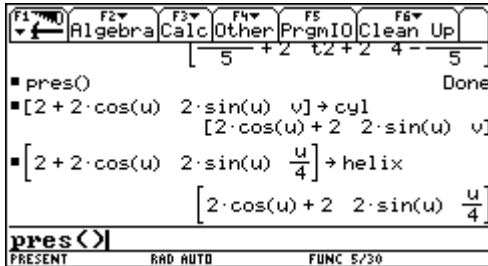 F1 F2 Algebra F3 Calc F4 Other F5 PrgmIO F6 Clean Up
[ 5 + 2 t2 + 2 4 - 5 ]
pres() Done
[2 + 2·cos(u) 2·sin(u) v] → cyl
[2·cos(u) + 2 2·sin(u) v]
[2 + 2·cos(u) 2·sin(u) u/4] → helix
[2·cos(u) + 2 2·sin(u) u/4]
pres()
PRESENT RAD AUTO FUNC 5/30